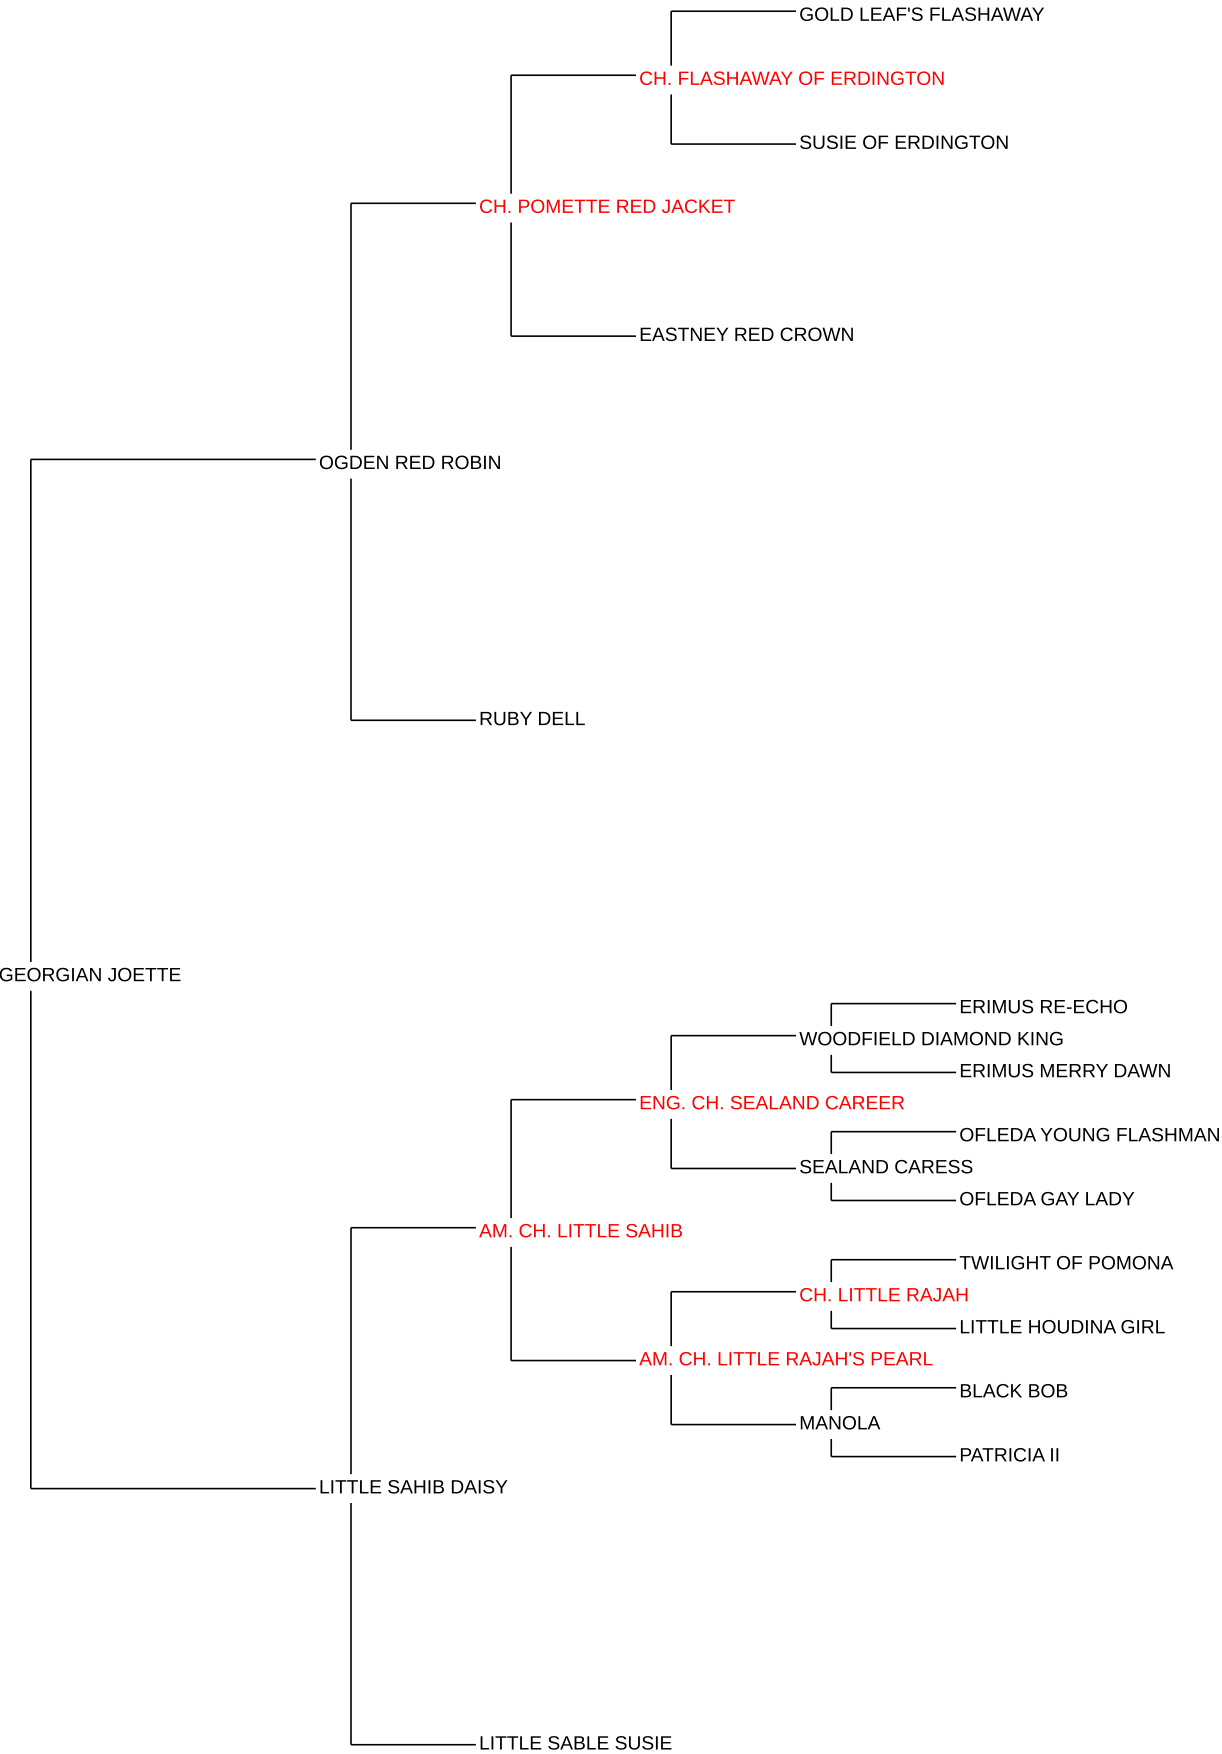 GOLD LEAF'S FLASHAWAY
CH. FLASHAWAY OF ERDINGTON
SUSIE OF ERDINGTON
CH. POMETTE RED JACKET
EASTNEY RED CROWN
OGDEN RED ROBIN
RUBY DELL
GEORGIAN JOETTE
ERIMUS RE-ECHO
WOODFIELD DIAMOND KING
ERIMUS MERRY DAWN
ENG. CH. SEALAND CAREER
OFLEDA YOUNG FLASHMAN
SEALAND CARESS
OFLEDA GAY LADY
AM. CH. LITTLE SAHIB
TWILIGHT OF POMONA
CH. LITTLE RAJAH
LITTLE HOUDINA GIRL
AM. CH. LITTLE RAJAH'S PEARL
BLACK BOB
MANOLA
PATRICIA II
LITTLE SAHIB DAISY
LITTLE SABLE SUSIE